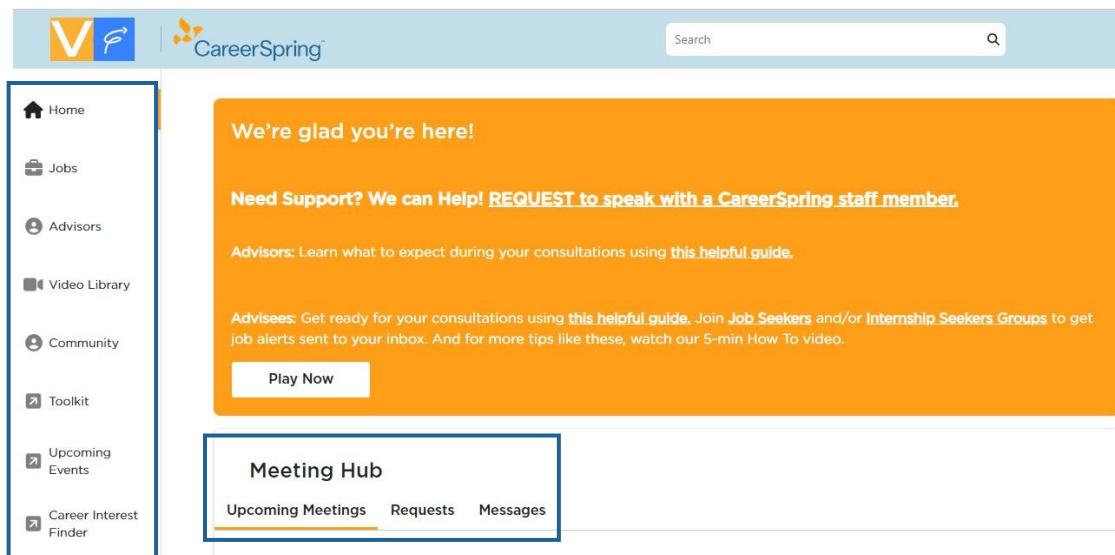 V
CareerSpring
Search
Home
Jobs
Advisors
Video Library
Community
Toolkit
Upcoming
Events
Career Interest
Finder
We're glad you're here!
Need Support? We can Help! REQUEST to speak with a CareerSpring staff member.
Advisors: Learn what to expect during your consultations using this helpful guide.
Advisees: Get ready for your consultations using this helpful guide. Join Job Seekers and/or Internship Seekers Groups to get
job alerts sent to your inbox. And for more tips like these, watch our 5-min How To video.
Play Now
Meeting Hub
Upcoming Meetings Requests Messages